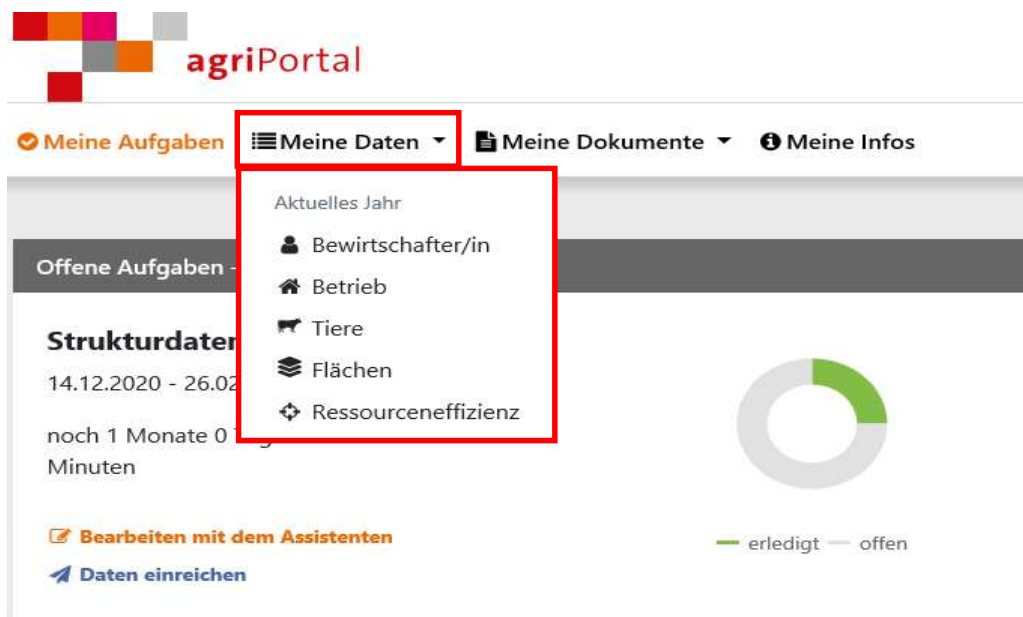 agriPortal
Meine Aufgaben Meine Daten Meine Dokumente Meine Infos
Aktuelles Jahr
Bewirtschafter/in
Betrieb
Tiere
Flächen
Ressourceneffizienz
Offene Aufgaben -
14.12.2020 - 26.02
noch 1 Monate 0
Minuten
Bearbeiten mit dem Assistenten
Daten einreichen
erledigt offen